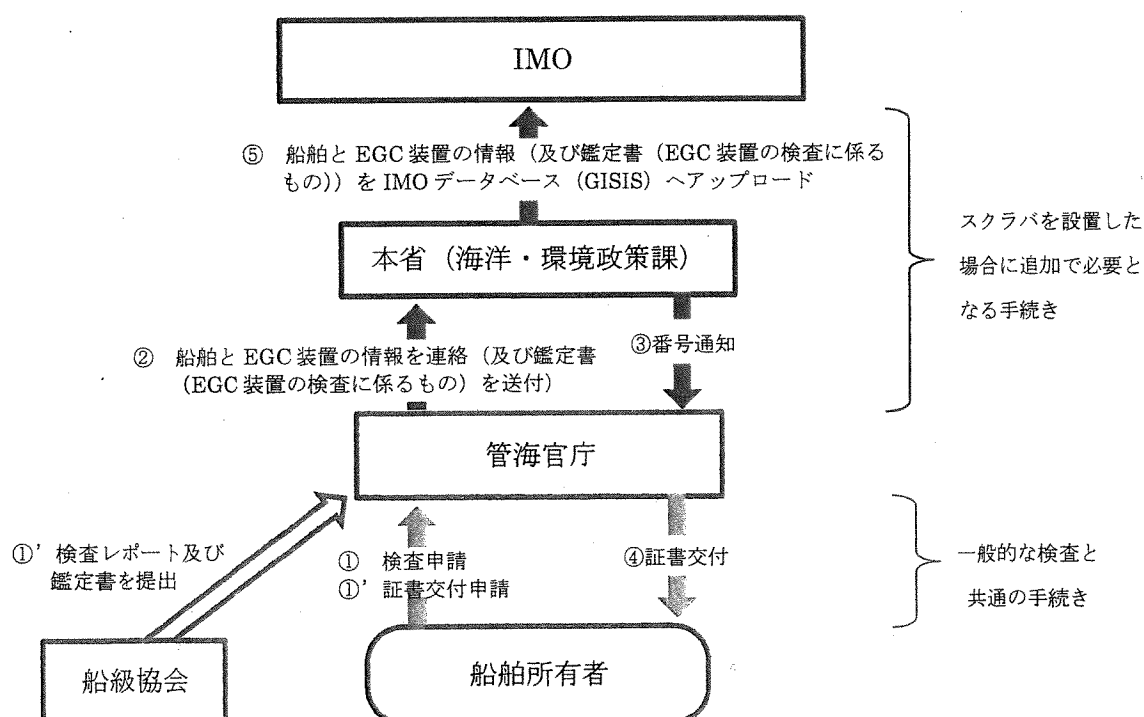 IMO
⑤ 船舶と EGC 装置の情報（及び鑑定書（EGC 装置の検査に係る
もの））を IMO データベース（GISIS）へアップロード
スクラバを設置した
場合に追加で必要と
なる手続き
本省（海洋・環境政策課）
② 船舶と EGC 装置の情報を連絡（及び鑑定書
（EGC 装置の検査に係るもの）を送付）
③番号通知
管海官庁
①’ 検査レポート及び
鑑定書を提出
① 検査申請
①’ 証書交付申請
④証書交付
一般的な検査と
共通の手続き
船級協会
船舶所有者